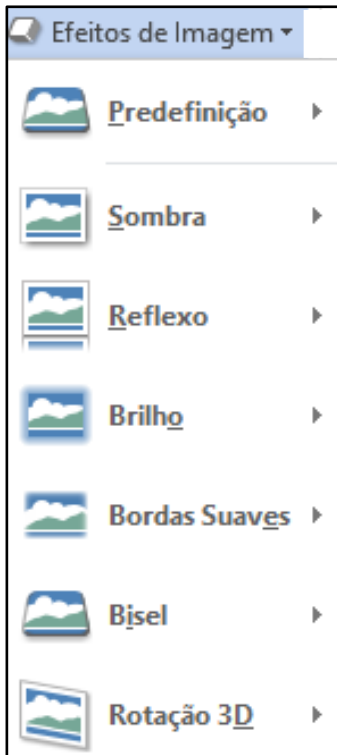 Efeitos de Imagem
Predefinição
Sombra
Reflexo
Brilho
Bordas Suaves
Bisel
Rotação 3D